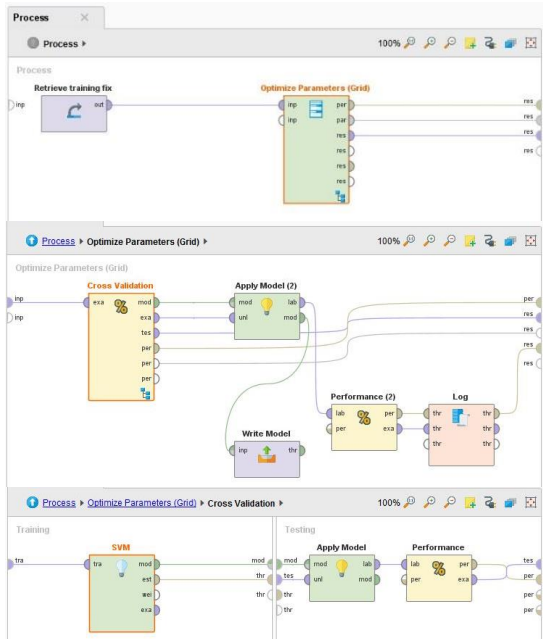 Process ×
Process ▸ 100%
Process
Retrieve training fix Optimize Parameters (Grid)
inp out inp per res
inp par res
res res
res res
res
res
res
Process ▸ Optimize Parameters (Grid) ▸ 100%
Optimize Parameters (Grid)
Cross Validation Apply Model (2)
inp exa mod mod lab per
inp exa unl mod res
tes res
per res
per res
per
Performance (2) Log
lab per thr thr
per exa thr thr
thr thr
Write Model
inp thr
Process ▸ Optimize Parameters (Grid) ▸ Cross Validation ▸ 100%
Training Testing
SVM Apply Model Performance
tra tra mod mod mod mod lab lab per tes
est thr tes unl mod per exa per
wei thr thr per
exa thr per